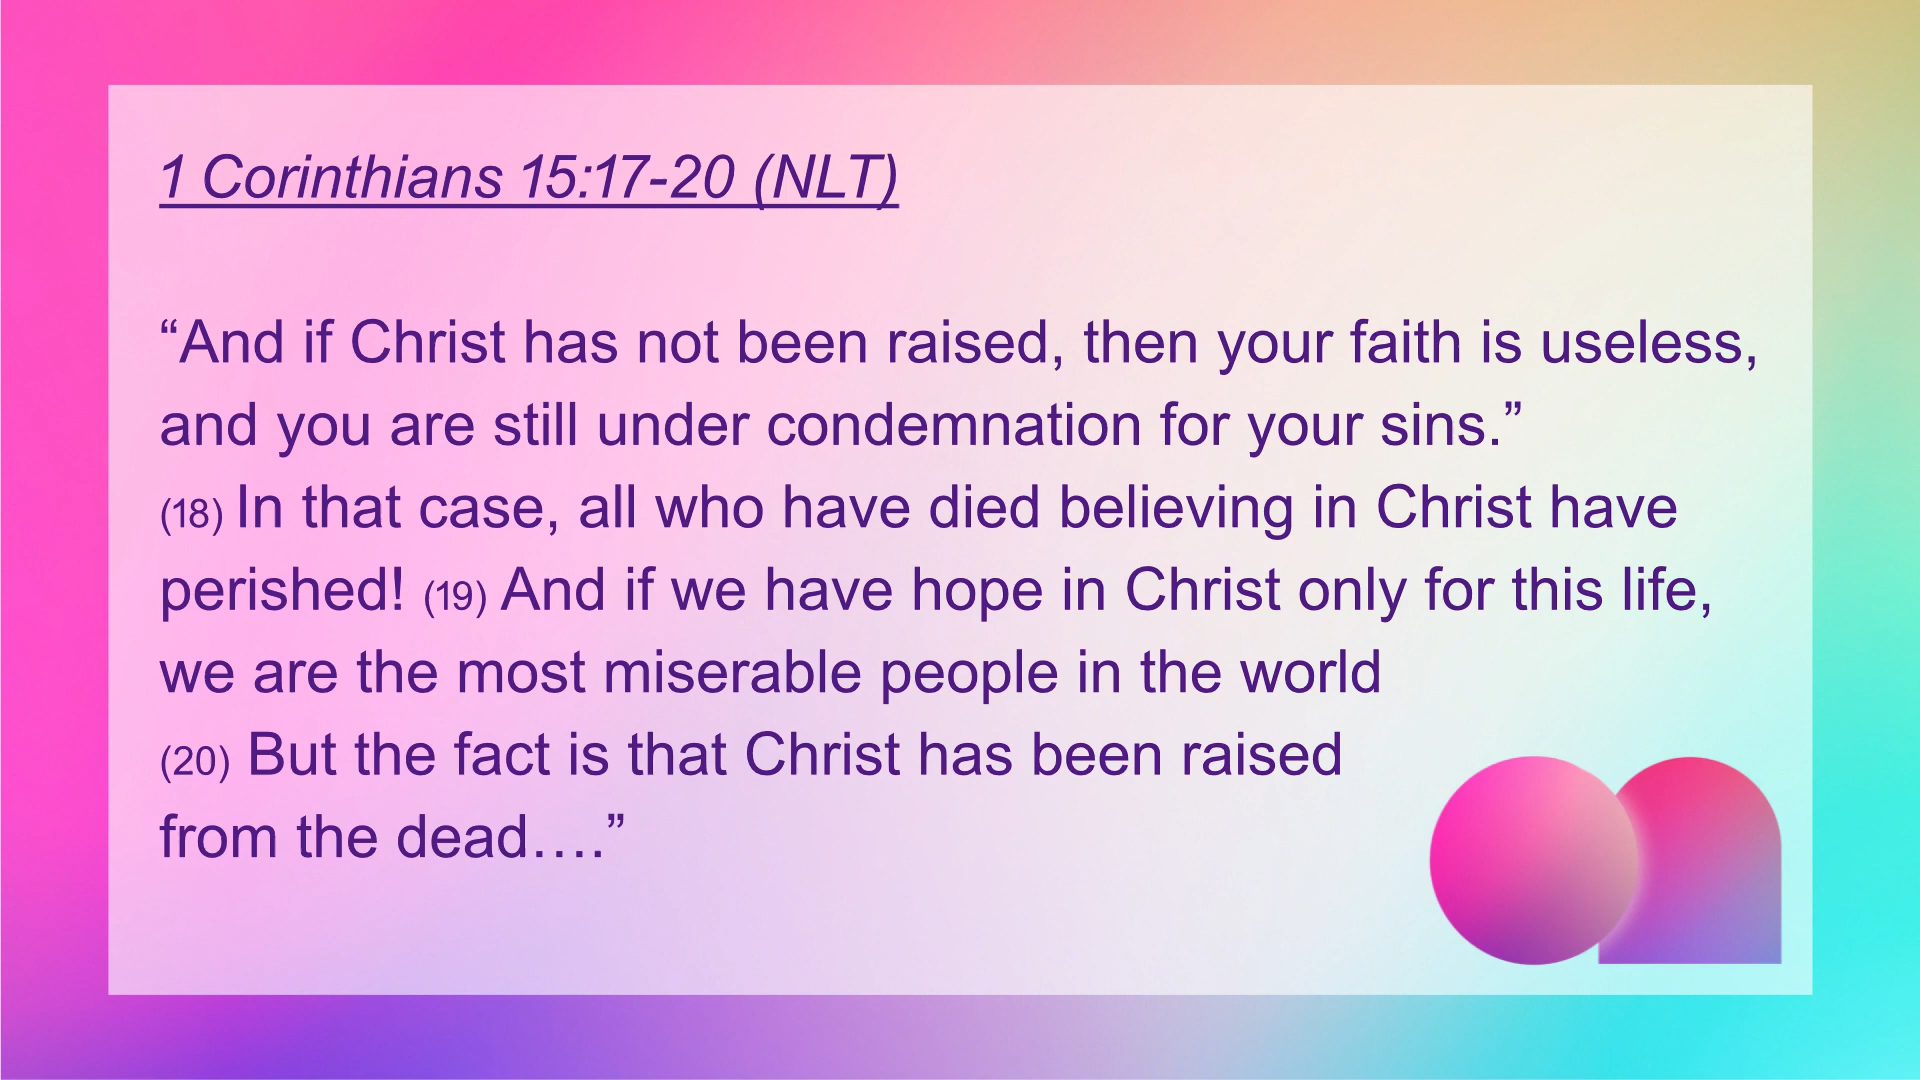 1 Corinthians 15:17-20 (NLT)
“And if Christ has not been raised, then your faith is useless,
and you are still under condemnation for your sins.”
(18) In that case, all who have died believing in Christ have
perished! (19) And if we have hope in Christ only for this life,
we are the most miserable people in the world
(20) But the fact is that Christ has been raised
from the dead….”